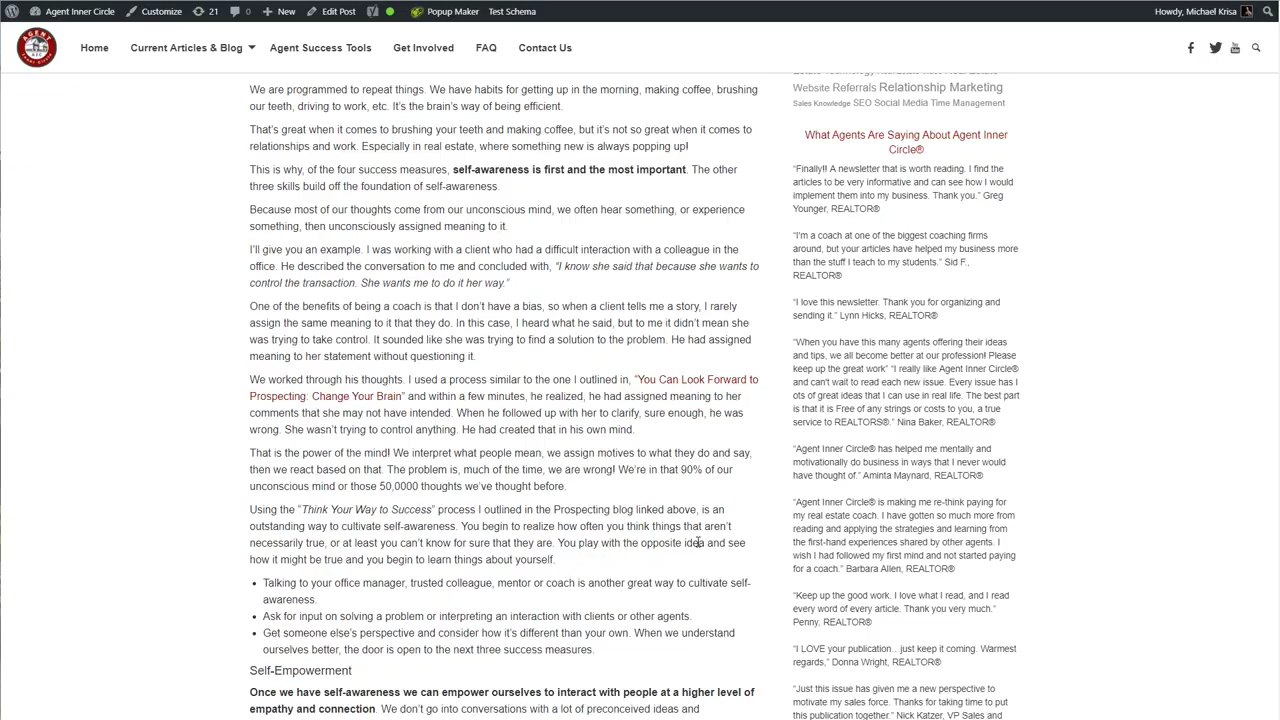 Agent Inner Circle
Customize
21
0
New
Edit Post
Popup Maker
Test Schema
Howdy, Michael Krisa
AGENT
Inner Circle
Home
Current Articles & Blog
Agent Success Tools
Get Involved
FAQ
Contact Us
We are programmed to repeat things. We have habits for getting up in the morning, making coffee, brushing
our teeth, driving to work, etc. It's the brain's way of being efficient.
That's great when it comes to brushing your teeth and making coffee, but it's not so great when it comes to
relationships and work. Especially in real estate, where something new is always popping up!
This is why, of the four success measures, self-awareness is first and the most important. The other
three skills build off the foundation of self-awareness.
Because most of our thoughts come from our unconscious mind, we often hear something, or experience
something, then unconsciously assigned meaning to it.
I'll give you an example. I was working with a client who had a difficult interaction with a colleague in the
office. He described the conversation to me and concluded with, "I know she said that because she wants to
control the transaction. She wants me to do it her way."
One of the benefits of being a coach is that I don't have a bias, so when a client tells me a story, I rarely
assign the same meaning to it that they do. In this case, I heard what he said, but to me it didn't mean she
was trying to take control. It sounded like she was trying to find a solution to the problem. He had assigned
meaning to her statement without questioning it.
We worked through his thoughts. I used a process similar to the one I outlined in, "You Can Look Forward to
Prospecting: Change Your Brain" and within a few minutes, he realized, he had assigned meaning to her
comments that she may not have intended. When he followed up with her to clarify, sure enough, he was
wrong. She wasn't trying to control anything. He had created that in his own mind.
That is the power of the mind! We interpret what people mean, we assign motives to what they do and say,
then we react based on that. The problem is, much of the time, we are wrong! We're in that 90% of our
unconscious mind or those 50,0000 thoughts we've thought before.
Using the "Think Your Way to Success" process I outlined in the Prospecting blog linked above, is an
outstanding way to cultivate self-awareness. You begin to realize how often you think things that aren't
necessarily true, or at least you can't know for sure that they are. You play with the opposite idea and see
how it might be true and you begin to learn things about yourself.
Talking to your office manager, trusted colleague, mentor or coach is another great way to cultivate self-
awareness.
Ask for input on solving a problem or interpreting an interaction with clients or other agents.
Get someone else's perspective and consider how it's different than your own. When we understand
ourselves better, the door is open to the next three success measures.
Self-Empowerment
Once we have self-awareness we can empower ourselves to interact with people at a higher level of
empathy and connection. We don't go into conversations with a lot of preconceived ideas and
Website Referrals Relationship Marketing
Sales Knowledge SEO Social Media Time Management
What Agents Are Saying About Agent Inner
Circle®
"Finally!! A newsletter that is worth reading. I find the
articles to be very informative and can see how I would
implement them into my business. Thank you." Greg
Younger, REALTOR®
"I'm a coach at one of the biggest coaching firms
around, but your articles have helped my business more
than the stuff I teach to my students." Sid F.,
REALTOR®
"I love this newsletter. Thank you for organizing and
sending it." Lynn Hicks, REALTOR®
"When you have this many agents offering their ideas
and tips, we all become better at our profession! Please
keep up the great work" "I really like Agent Inner Circle®
and can't wait to read each new issue. Every issue has l
ots of great ideas that I can use in real life. The best part
is that it is Free of any strings or costs to you, a true
service to REALTORS®." Nina Baker, REALTOR®
"Agent Inner Circle® has helped me mentally and
motivationally do business in ways that I never would
have thought of." Aminta Maynard, REALTOR®
"Agent Inner Circle® is making me re-think paying for
my real estate coach. I have gotten so much more from
reading and applying the strategies and learning from
the first-hand experiences shared by other agents. I
wish I had followed my first mind and not started paying
for a coach." Barbara Allen, REALTOR®
"Keep up the good work. I love what I read, and I read
every word of every article. Thank you very much."
Penny, REALTOR®
"I LOVE your publication...just keep it coming. Warmest
regards," Donna Wright, REALTOR®
"Just this issue has given me a new perspective to
motivate my sales force. Thanks for taking time to put
this publication together." Nick Katzer, VP Sales and